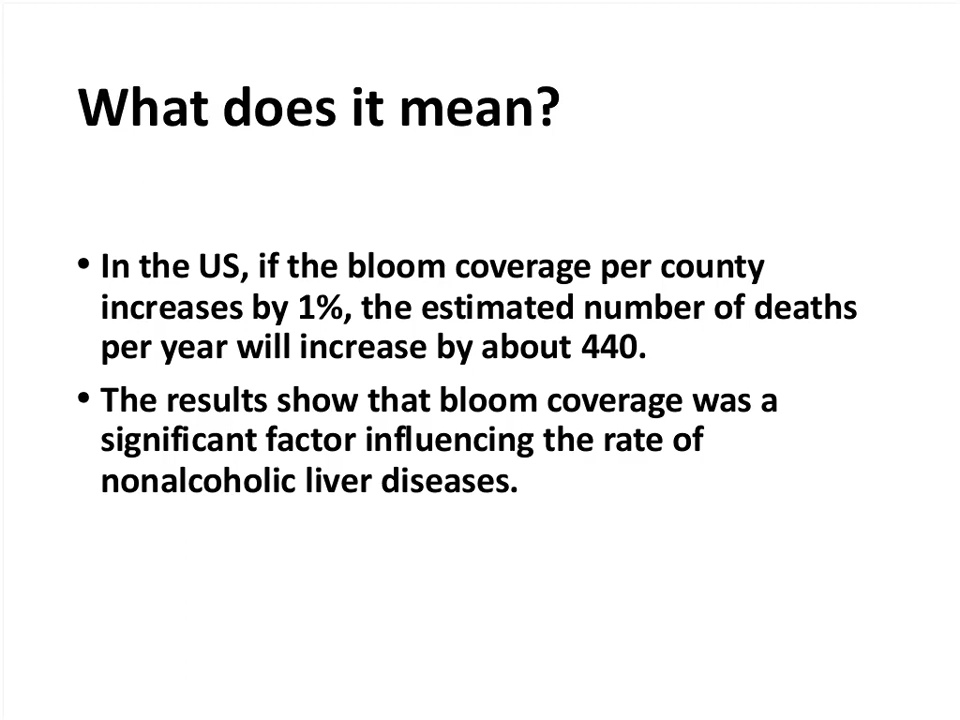 What does it mean?
• In the US, if the bloom coverage per county
increases by 1%, the estimated number of deaths
per year will increase by about 440.
• The results show that bloom coverage was a
significant factor influencing the rate of
nonalcoholic liver diseases.